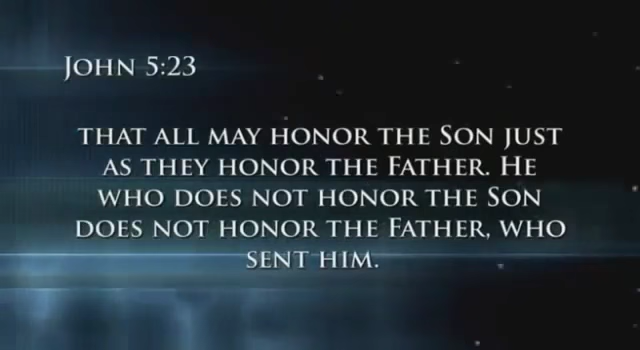 John 5:23
that all may honor the Son just
as they honor the Father. He
who does not honor the Son
does not honor the Father, who
sent him.